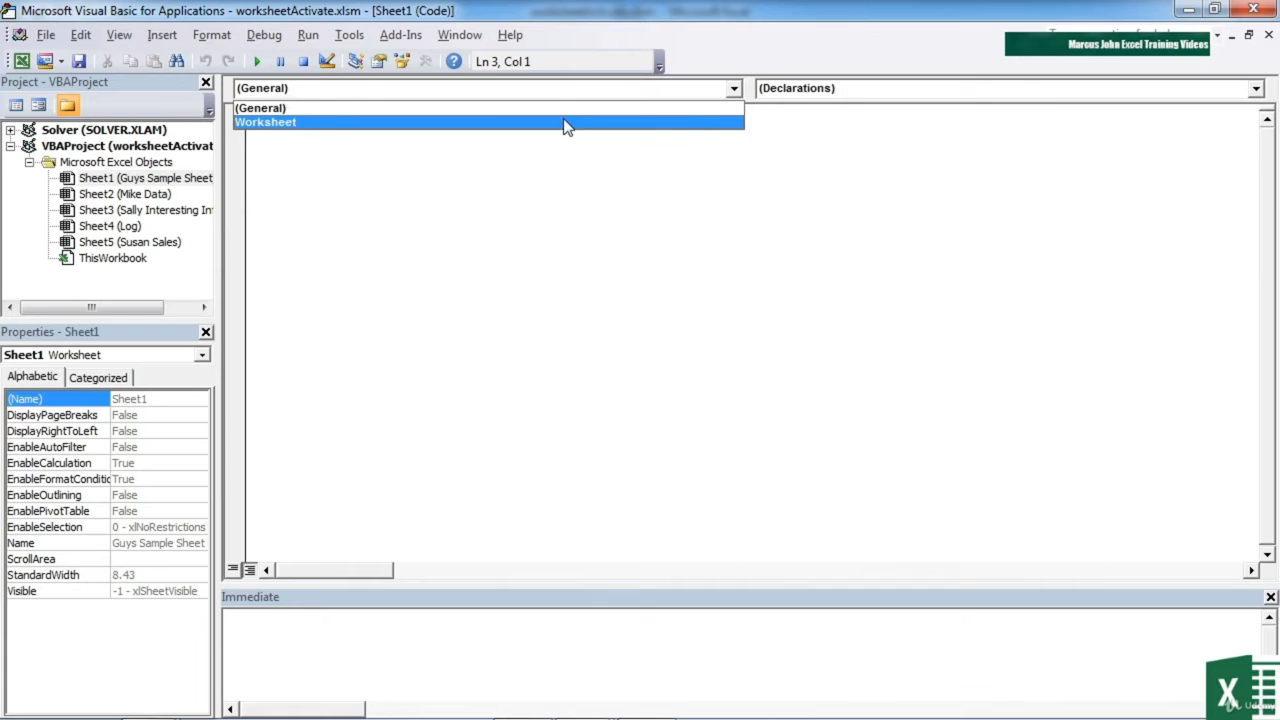 Microsoft Visual Basic for Applications - worksheetActivate.xlsm - [Sheet1 (Code)]
File Edit View Insert Format Debug Run Tools Add-Ins Window Help
Marcus John Excel Training Videos
Ln 3, Col 1
Project - VBAProject
(General)
(Declarations)
(General)
Worksheet
Solver (SOLVER.XLAM)
VBAProject (worksheetActivat
Microsoft Excel Objects
Sheet1 (Guys Sample Sheet
Sheet2 (Mike Data)
Sheet3 (Sally Interesting In
Sheet4 (Log)
Sheet5 (Susan Sales)
ThisWorkbook
Properties - Sheet1
Sheet1 Worksheet
Alphabetic Categorized
(Name) Sheet1
DisplayPageBreaks False
DisplayRightToLeft False
EnableAutoFilter False
EnableCalculation True
EnableFormatConditic True
EnableOutlining False
EnablePivotTable False
EnableSelection 0 - xlNoRestrictions
Name Guys Sample Sheet
ScrollArea
StandardWidth 8.43
Visible -1 - xlSheetVisible
Immediate
X
Udemy